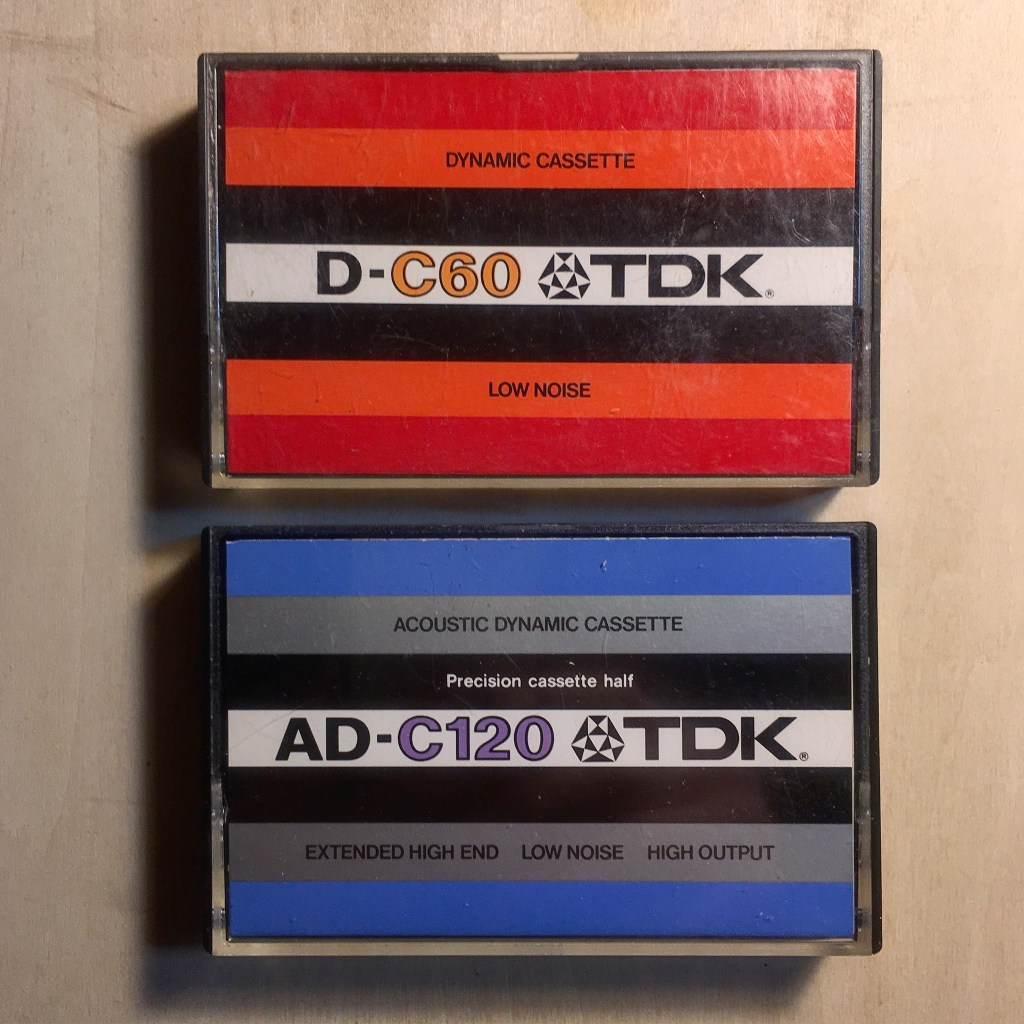 DYNAMIC CASSETTE
D-C60 TDK®
LOW NOISE
ACOUSTIC DYNAMIC CASSETTE
Precision cassette half
AD-C120 TDK®
EXTENDED HIGH END LOW NOISE HIGH OUTPUT